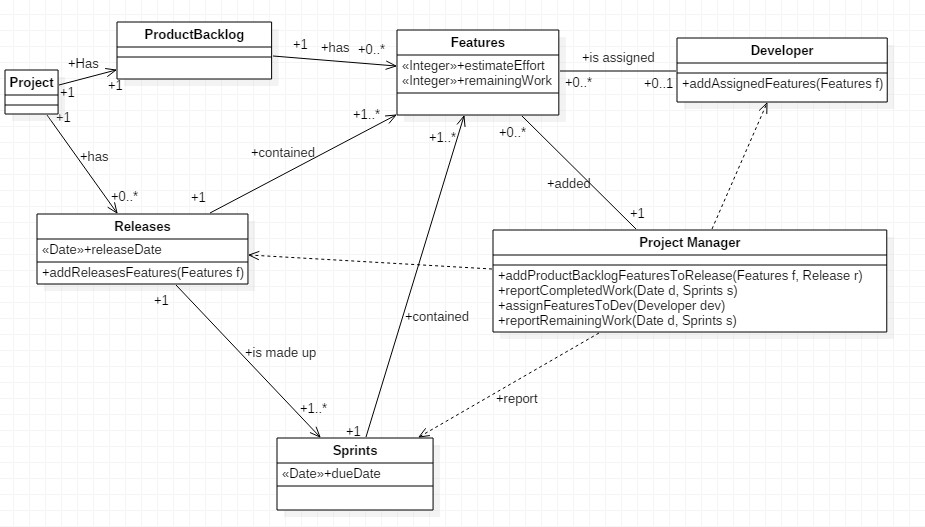 ProductBacklog
Features
Developer
+1
+has
+0..*
+is assigned
+Has
«Integer»+estimateEffort
«Integer»+remainingWork
Project
+1
+1
+0..*
+0..1
+addAssignedFeatures(Features f)
+1
+1..*
+1..*
+0..*
+has
+contained
+added
+0..*
+1
+1
Releases
Project Manager
«Date»+releaseDate
+addReleasesFeatures(Features f)
+addProductBacklogFeaturesToRelease(Features f, Release r)
+reportCompletedWork(Date d, Sprints s)
+assignFeaturesToDev(Developer dev)
+reportRemainingWork(Date d, Sprints s)
+1
+contained
+is made up
+report
+1..*
+1
Sprints
«Date»+dueDate